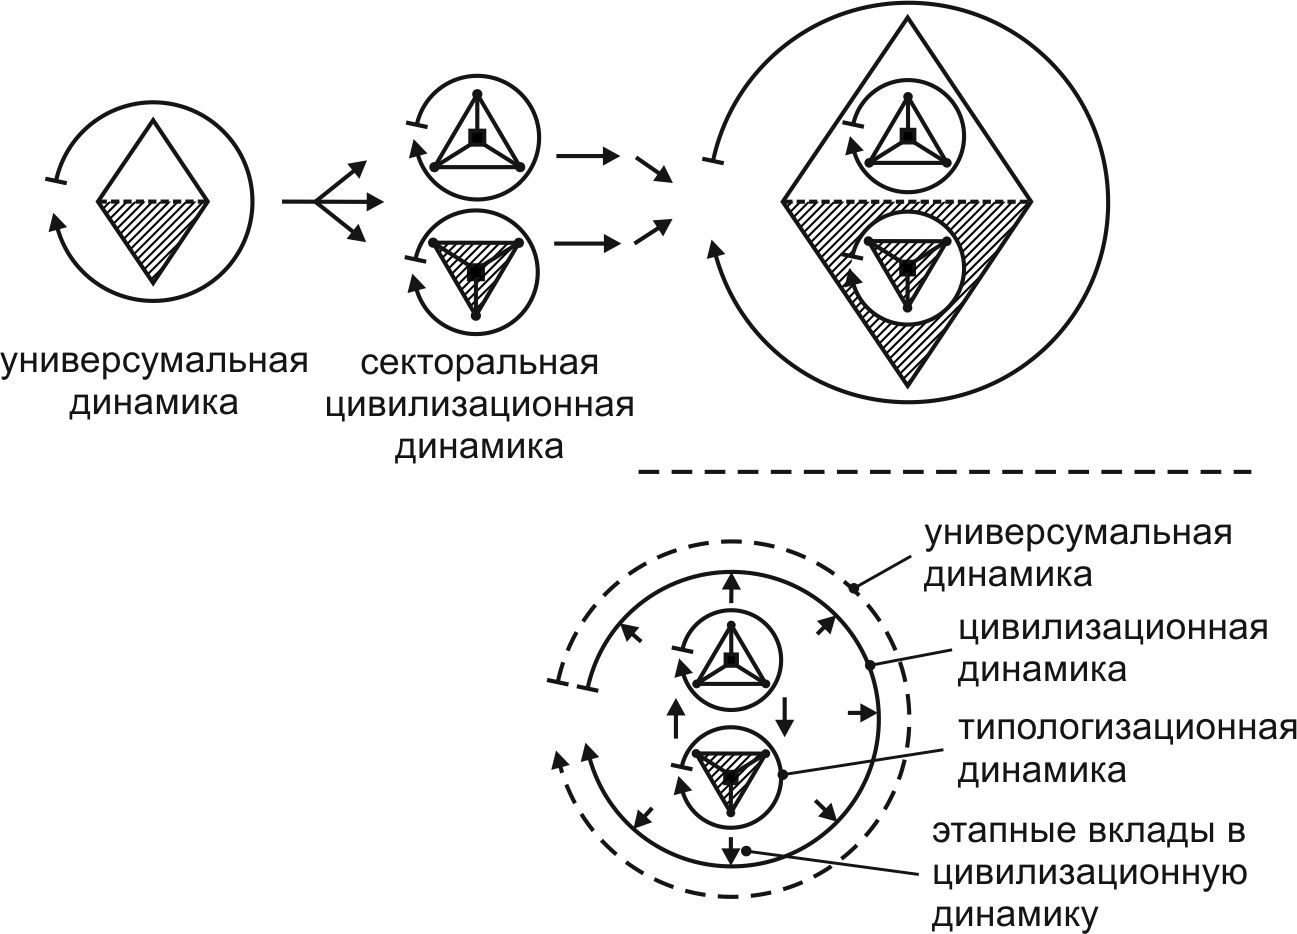 универсумальная
динамика
секторальная
цивилизационная
динамика
универсумальная
динамика
цивилизационная
динамика
типологизационная
динамика
этапные вклады в
цивилизационную
динамику